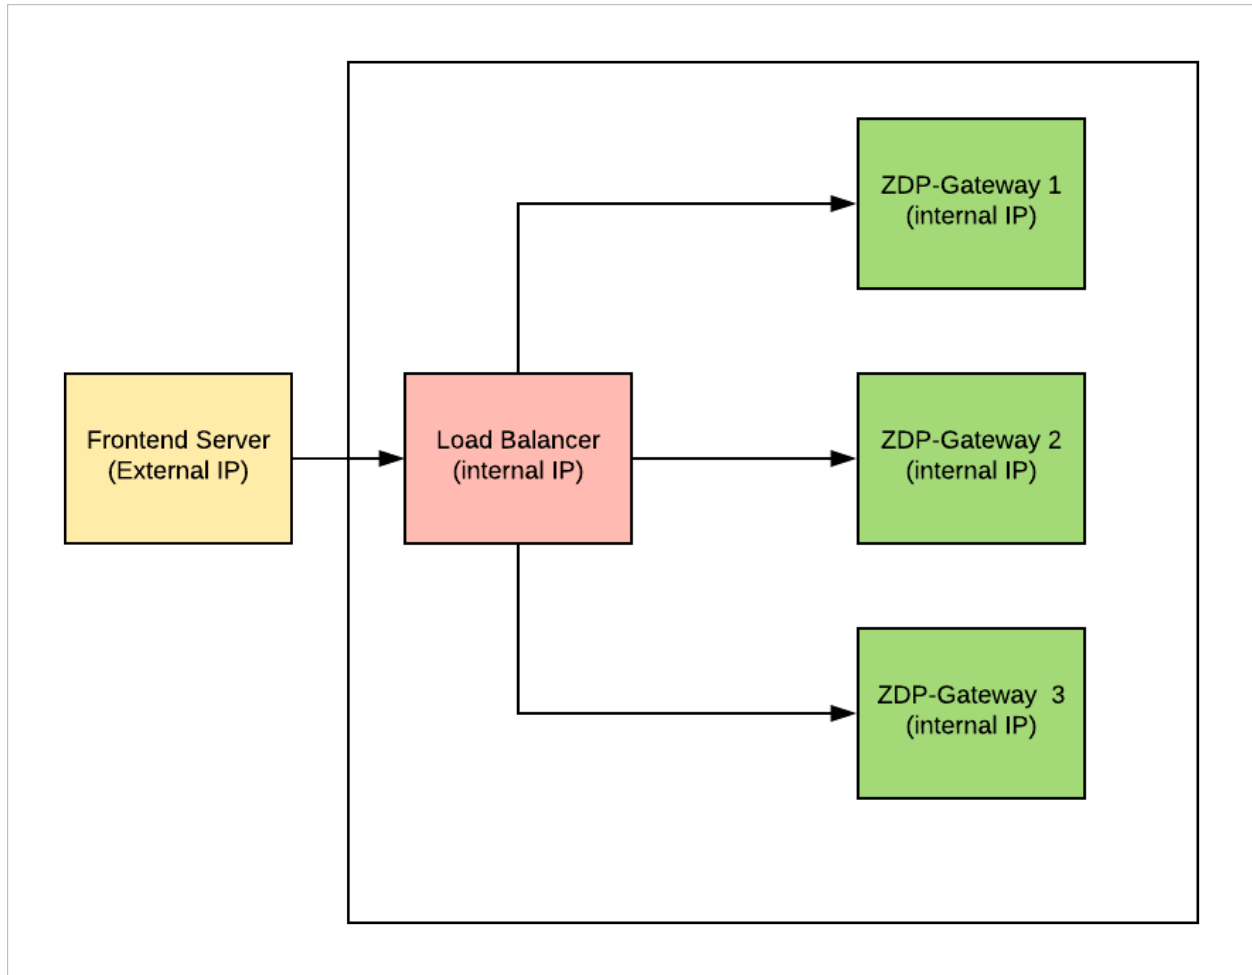 ZDP-Gateway 1
(internal IP)
Frontend Server
(External IP)
Load Balancer
(internal IP)
ZDP-Gateway 2
(internal IP)
ZDP-Gateway  3
(internal IP)